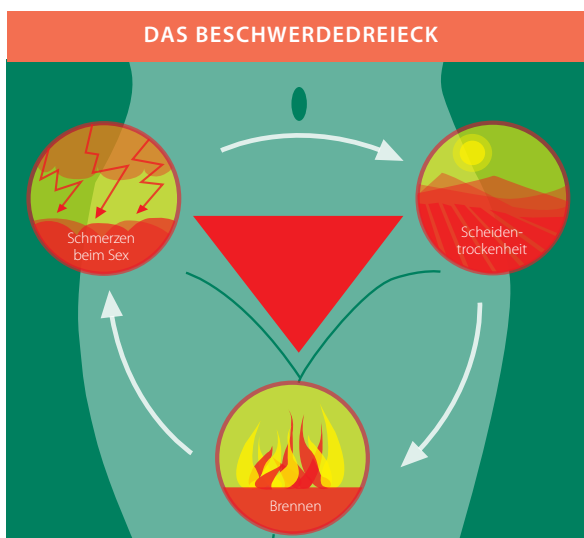 DAS BESCHWERDEDREIECK
Schmerzen
beim Sex
Scheiden-
trockenheit
Brennen